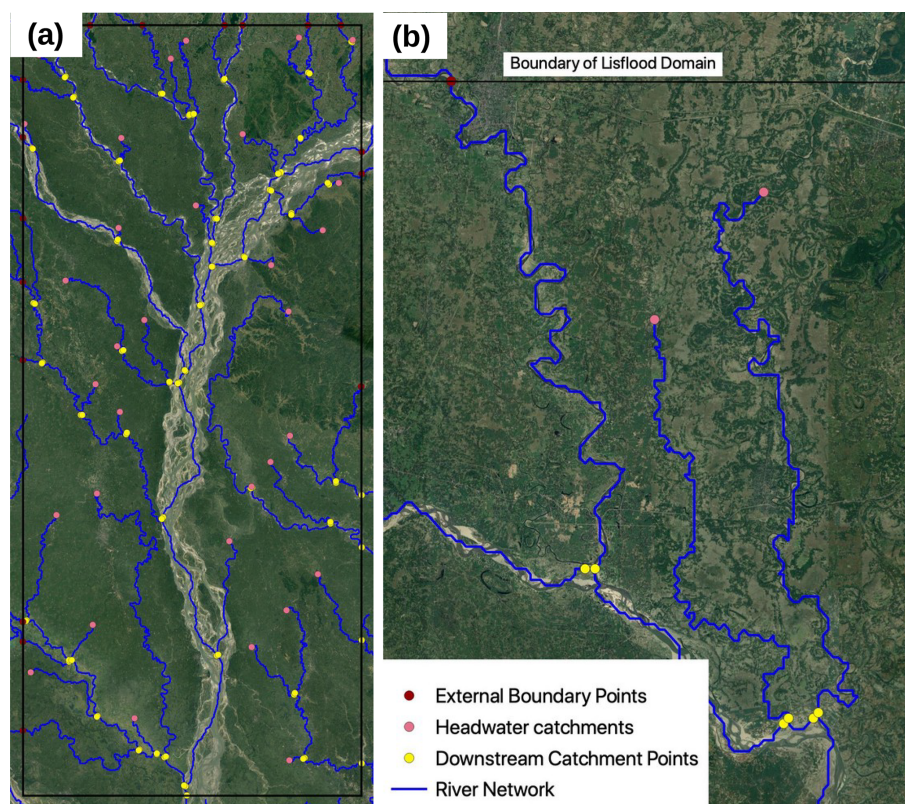 (a)
(b)
Boundary of Lisflood Domain
External Boundary Points
Headwater catchments
Downstream Catchment Points
River Network